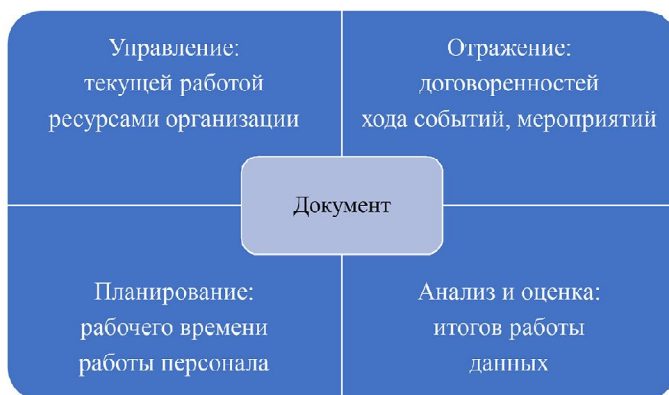 Управление:
текущей работой
ресурсами организации
Отражение:
договоренностей
хода событий, мероприятий
Документ
Планирование:
рабочего времени
работы персонала
Анализ и оценка:
итогов работы
данных